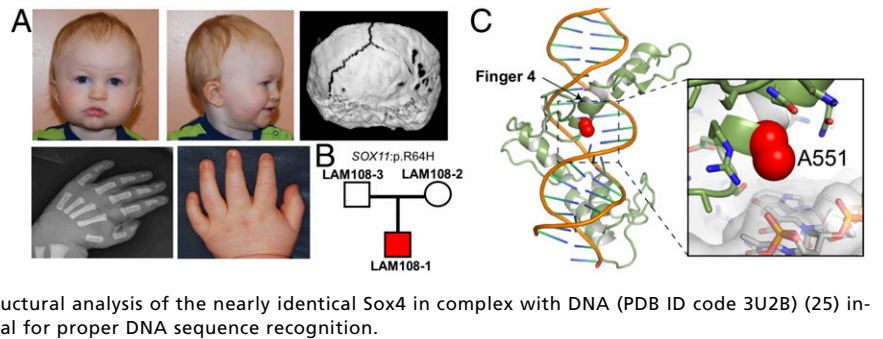 A
B
SOX11:p.R64H
LAM108-3 LAM108-2
LAM108-1
C
Finger 4
A551
uctural analysis of the nearly identical Sox4 in complex with DNA (PDB ID code 3U2B) (25) in-
al for proper DNA sequence recognition.